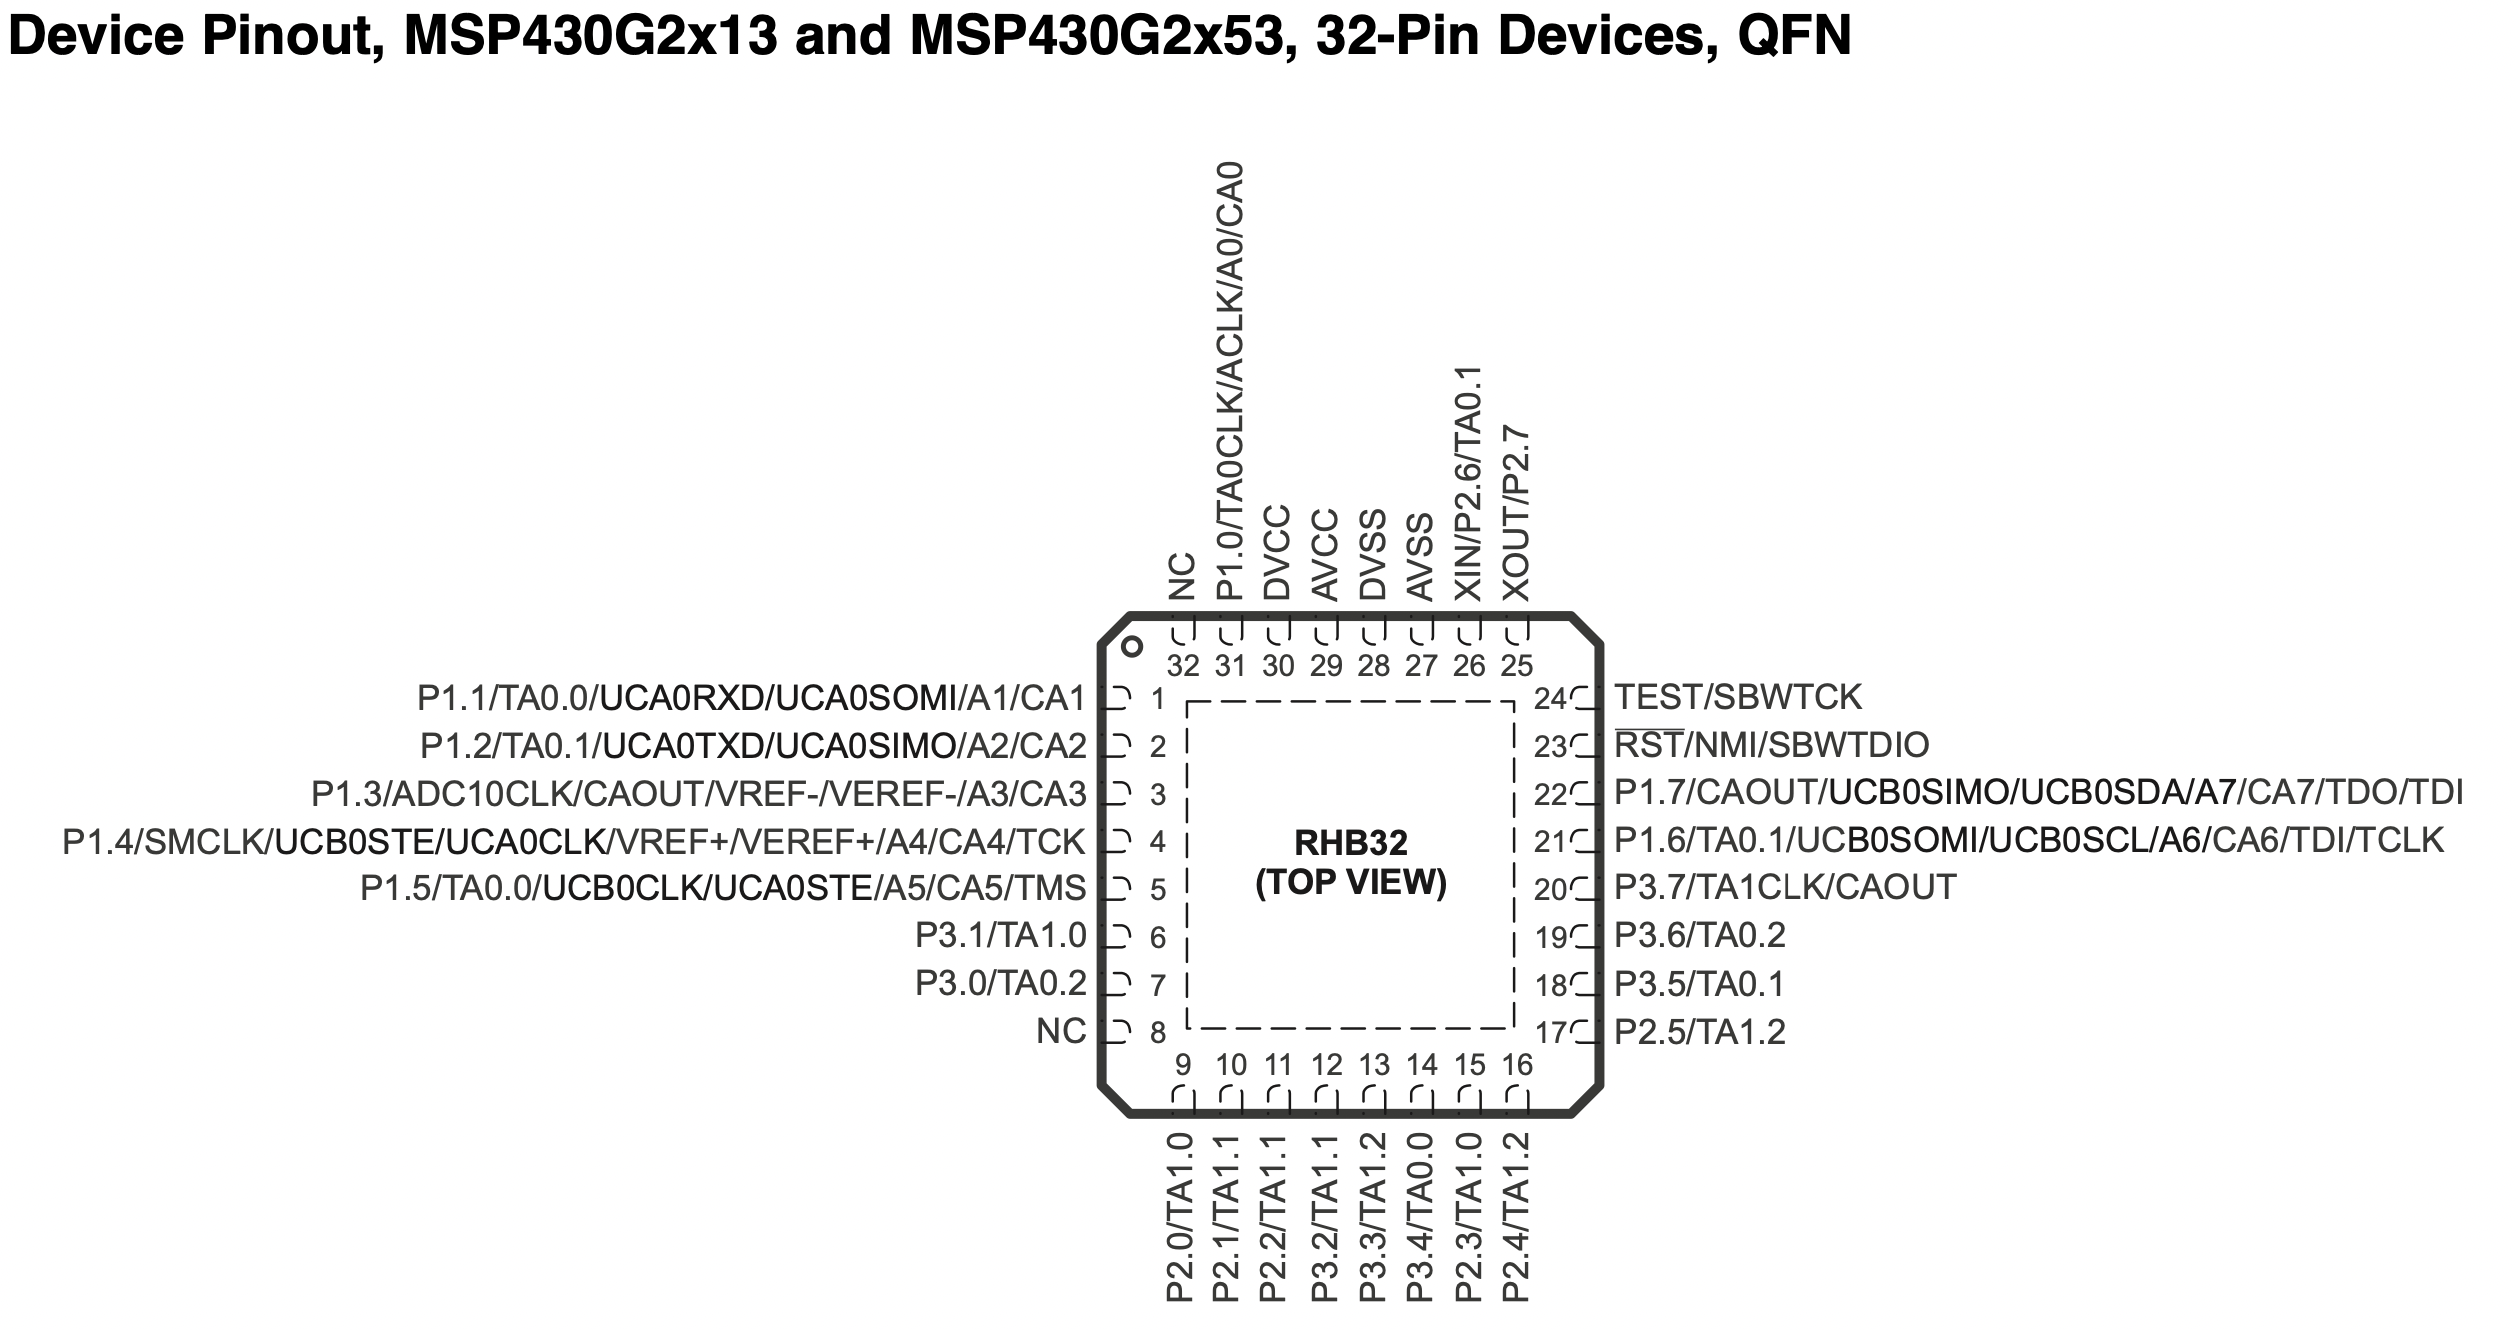 Device Pinout, MSP430G2x13 and MSP430G2x53, 32-Pin Devices, QFN
NC
P1.0/TA0CLK/ACLK/A0/CA0
DVCC
AVCC
DVSS
AVSS
XIN/P2.6/TA0.1
XOUT/P2.7
32 31 30 29 28 27 26 25
P1.1/TA0.0/UCA0RXD/UCA0SOMI/A1/CA1 1
P1.2/TA0.1/UCA0TXD/UCA0SIMO/A2/CA2 2
P1.3/ADC10CLK/CAOUT/VREF-/VEREF-/A3/CA3 3
P1.4/SMCLK/UCB0STE/UCA0CLK/VREF+/VEREF+/A4/CA4/TCK 4
P1.5/TA0.0/UCB0CLK/UCA0STE/A5/CA5/TMS 5
P3.1/TA1.0 6
P3.0/TA0.2 7
NC 8
RHB32
(TOP VIEW)
24 TEST/SBWTCK
23 RST/NMI/SBWTDIO
22 P1.7/CAOUT/UCB0SIMO/UCB0SDA/A7/CA7/TDO/TDI
21 P1.6/TA0.1/UCB0SOMI/UCB0SCL/A6/CA6/TDI/TCLK
20 P3.7/TA1CLK/CAOUT
19 P3.6/TA0.2
18 P3.5/TA0.1
17 P2.5/TA1.2
9 10 11 12 13 14 15 16
P2.0/TA1.0
P2.1/TA1.1
P2.2/TA1.1
P3.2/TA1.1
P3.3/TA1.2
P3.4/TA0.0
P2.3/TA1.0
P2.4/TA1.2